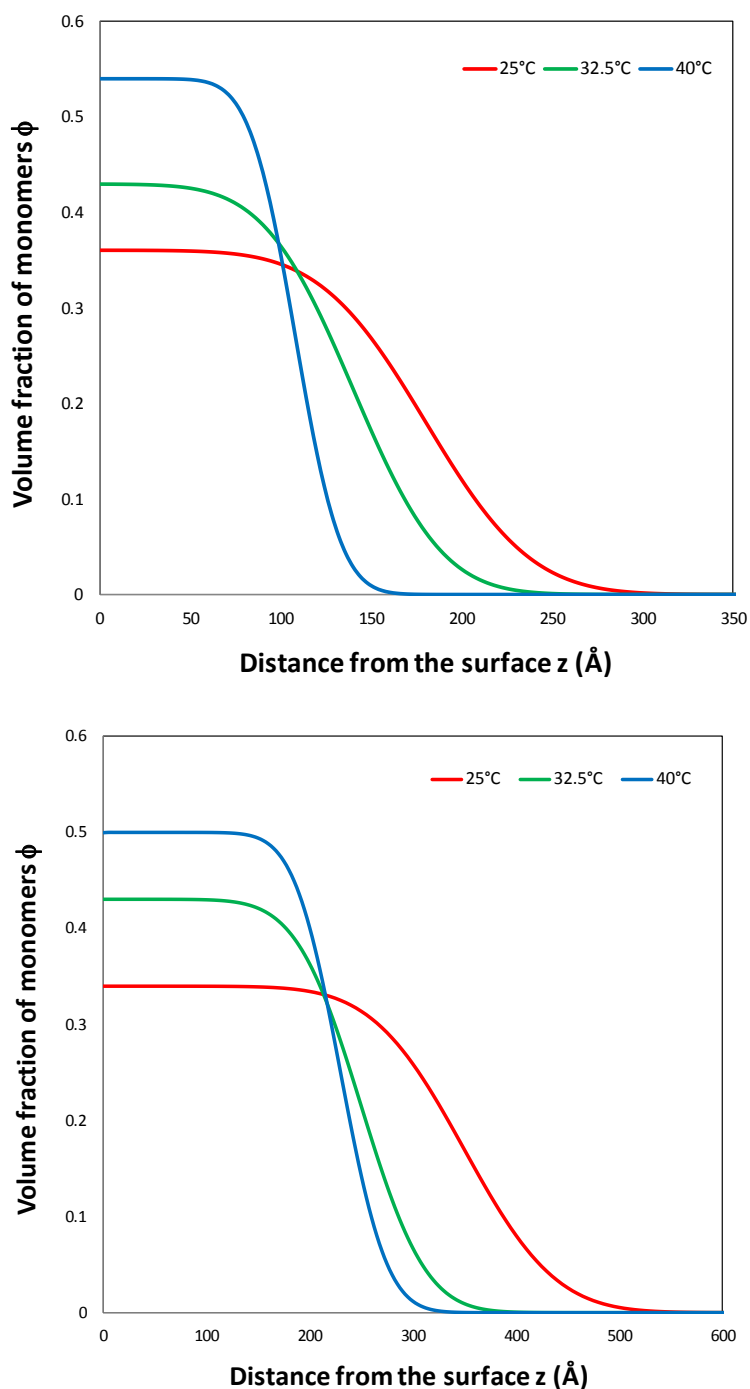 0.6
25°C 32.5°C 40°C
0.5
0.4
0.3
0.2
0.1
0
Volume fraction of monomers ϕ
0 50 100 150 200 250 300 350
Distance from the surface z (Å)
0.6
25°C 32.5°C 40°C
0.5
0.4
0.3
0.2
0.1
0
Volume fraction of monomers ϕ
0 100 200 300 400 500 600
Distance from the surface z (Å)